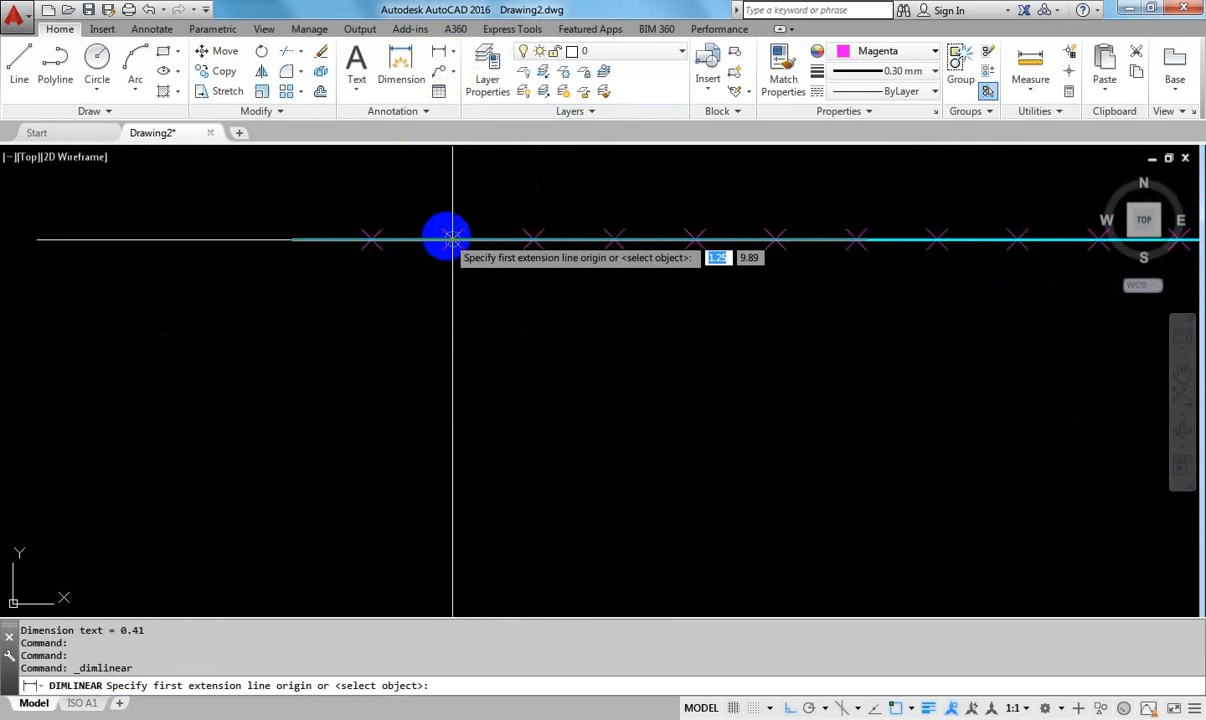 Autodesk AutoCAD 2016 Drawing2.dwg
Type a keyword or phrase
Sign In
Home Insert Annotate Parametric View Manage Output Add-ins A360 Express Tools Featured Apps BIM 360 Performance
Line Polyline Circle Arc
Move
Copy
Stretch
Text Dimension
Layer
Properties
0
Insert
Match
Properties
Magenta
0.30 mm
ByLayer
Group
Measure
Paste
Base
Draw Modify Annotation Layers Block Properties Groups Utilities Clipboard View
Start Drawing2*
[−][Top][2D Wireframe]
N
W TOP E
S
WCS
Specify first extension line origin or <select object>: 1.25 9.89
Y
X
Dimension text = 0.41
Command:
Command:
Command: _dimlinear
DIMLINEAR Specify first extension line origin or <select object>:
Model ISO A1
MODEL 1:1